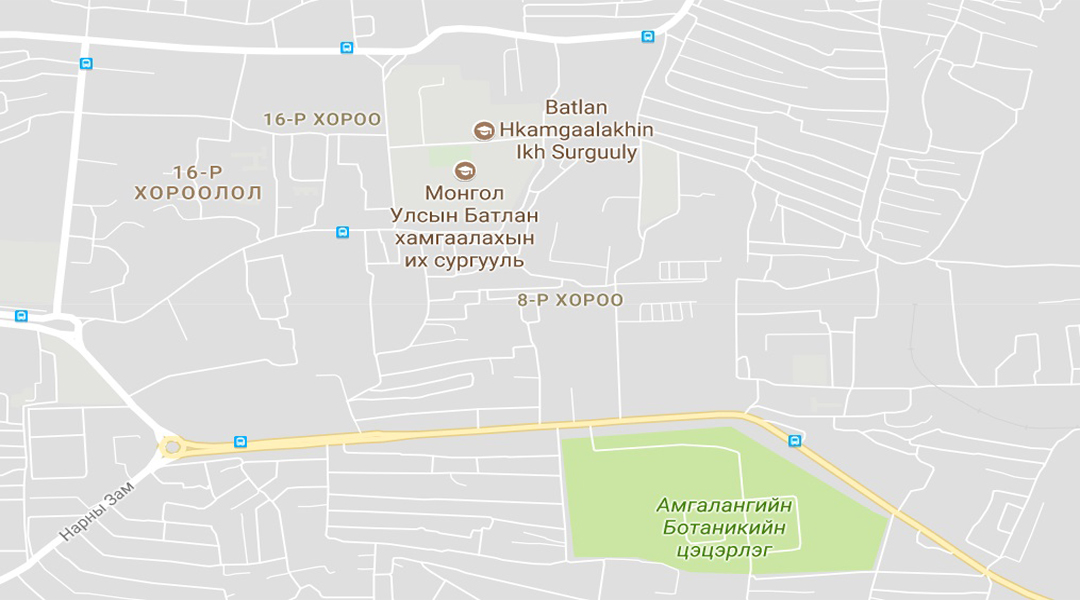 16-Р ХОРОО
Batlan
Hkamgaalakhin
Ikh Surguuly
16-Р
ХОРООЛОЛ
Монгол
Улсын Батлан
хамгаалахын
их сургууль
8-Р ХОРОО
Нарны Зам
Амгалангийн
Ботаникийн
цэцэрлэг